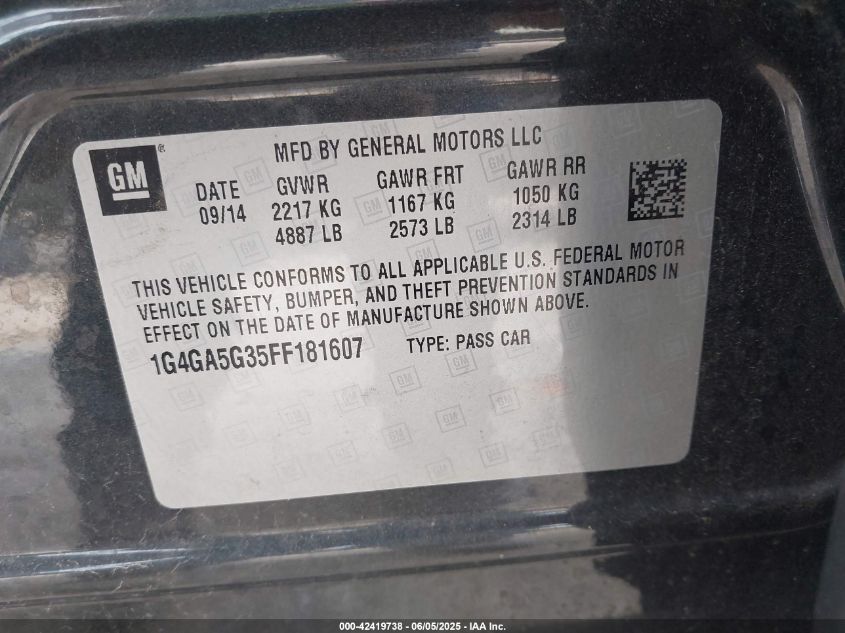 GM
®
MFD BY GENERAL MOTORS LLC
DATE GVWR GAWR FRT GAWR RR
09/14 2217 KG 1167 KG 1050 KG
4887 LB 2573 LB 2314 LB
THIS VEHICLE CONFORMS TO ALL APPLICABLE U.S. FEDERAL MOTOR
VEHICLE SAFETY, BUMPER, AND THEFT PREVENTION STANDARDS IN
EFFECT ON THE DATE OF MANUFACTURE SHOWN ABOVE.
1G4GA5G35FF181607 TYPE: PASS CAR
000-42419738 - 06/05/2025 - IAA Inc.